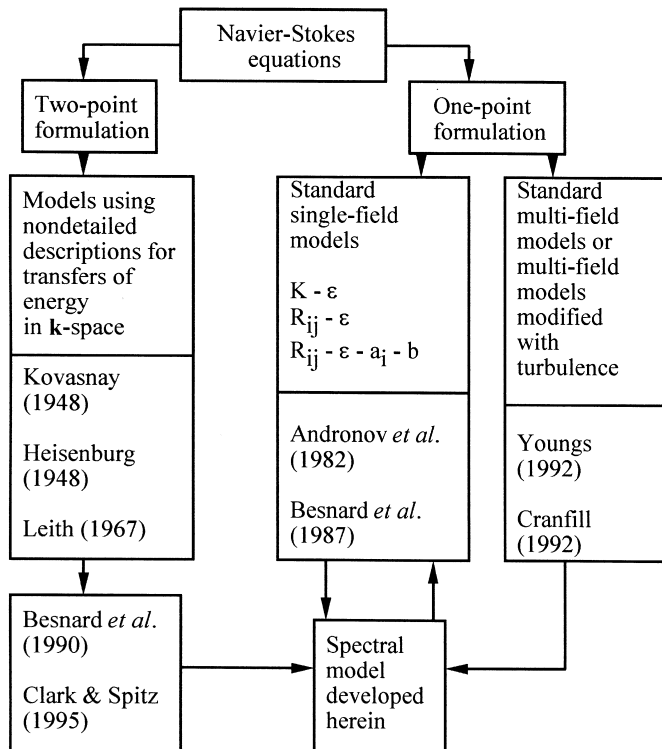 Navier-Stokes
equations
Two-point
formulation
One-point
formulation
Models using
nondetailed
descriptions for
transfers of
energy
in k-space
Kovasnay
(1948)
Heisenburg
(1948)
Leith (1967)
Besnard et al.
(1990)
Clark & Spitz
(1995)
Standard
single-field
models
K - ε
Rij - ε
Rij - ε - ai - b
Andronov et al.
(1982)
Besnard et al.
(1987)
Standard
multi-field
models or
multi-field
models
modified
with
turbulence
Youngs
(1992)
Cranfill
(1992)
Spectral
model
developed
herein